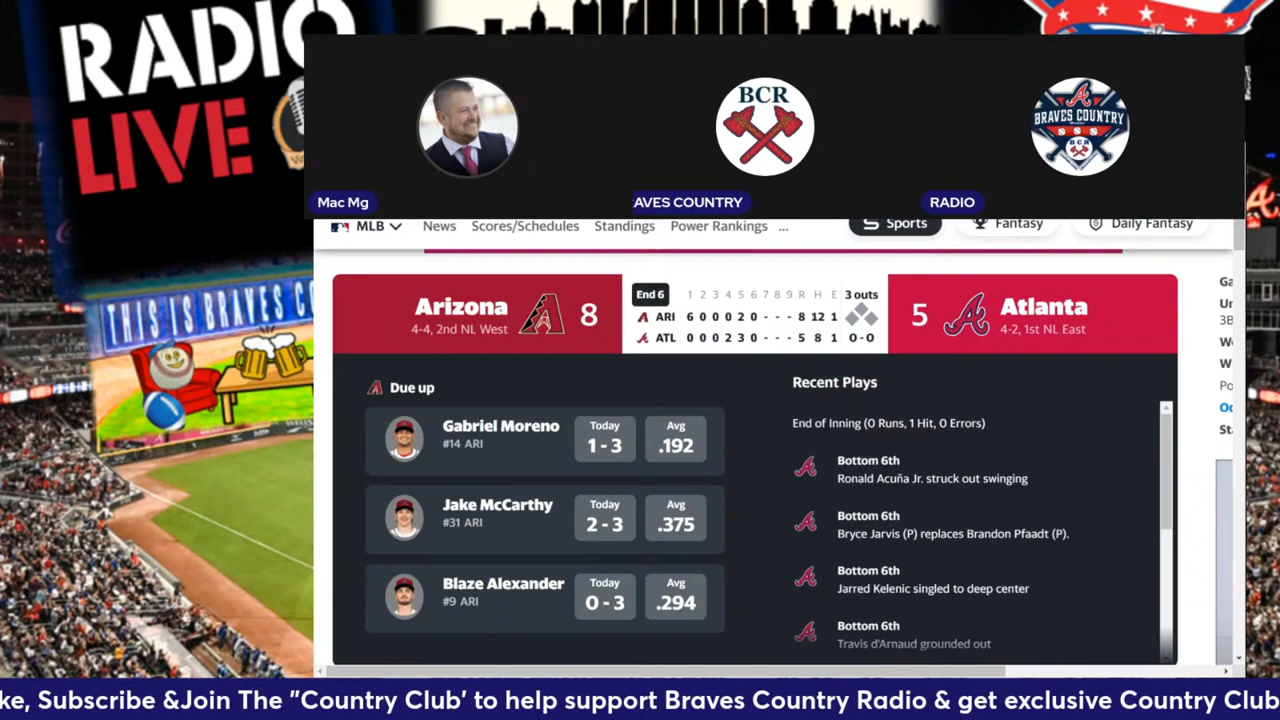 RADIO
LIVE
THIS IS BRAVES CO
BCR
BRAVES COUNTRY
BCR
Mac Mg
AVES COUNTRY
RADIO
MLB
News
Scores/Schedules
Standings
Power Rankings
...
Sports
Fantasy
Daily Fantasy
Arizona
4-4, 2nd NL West
8
End 6
1 2 3 4 5 6 7 8 9 R H E
3 outs
ARI 6 0 0 0 2 0 - - - 8 12 1
ATL 0 0 0 2 3 0 - - - 5 8 1
0 - 0
5
Atlanta
4-2, 1st NL East
Due up
Gabriel Moreno
#14 ARI
Today
1 - 3
Avg
.192
Jake McCarthy
#31 ARI
Today
2 - 3
Avg
.375
Blaze Alexander
#9 ARI
Today
0 - 3
Avg
.294
Recent Plays
End of Inning (0 Runs, 1 Hit, 0 Errors)
Bottom 6th
Ronald Acuña Jr. struck out swinging
Bottom 6th
Bryce Jarvis (P) replaces Brandon Pfaadt (P).
Bottom 6th
Jarred Kelenic singled to deep center
Bottom 6th
Travis d'Arnaud grounded out
Ga
Un
3B
We
W
Po
Od
Sta
ke, Subscribe &Join The "Country Club' to help support Braves Country Radio & get exclusive Country Club